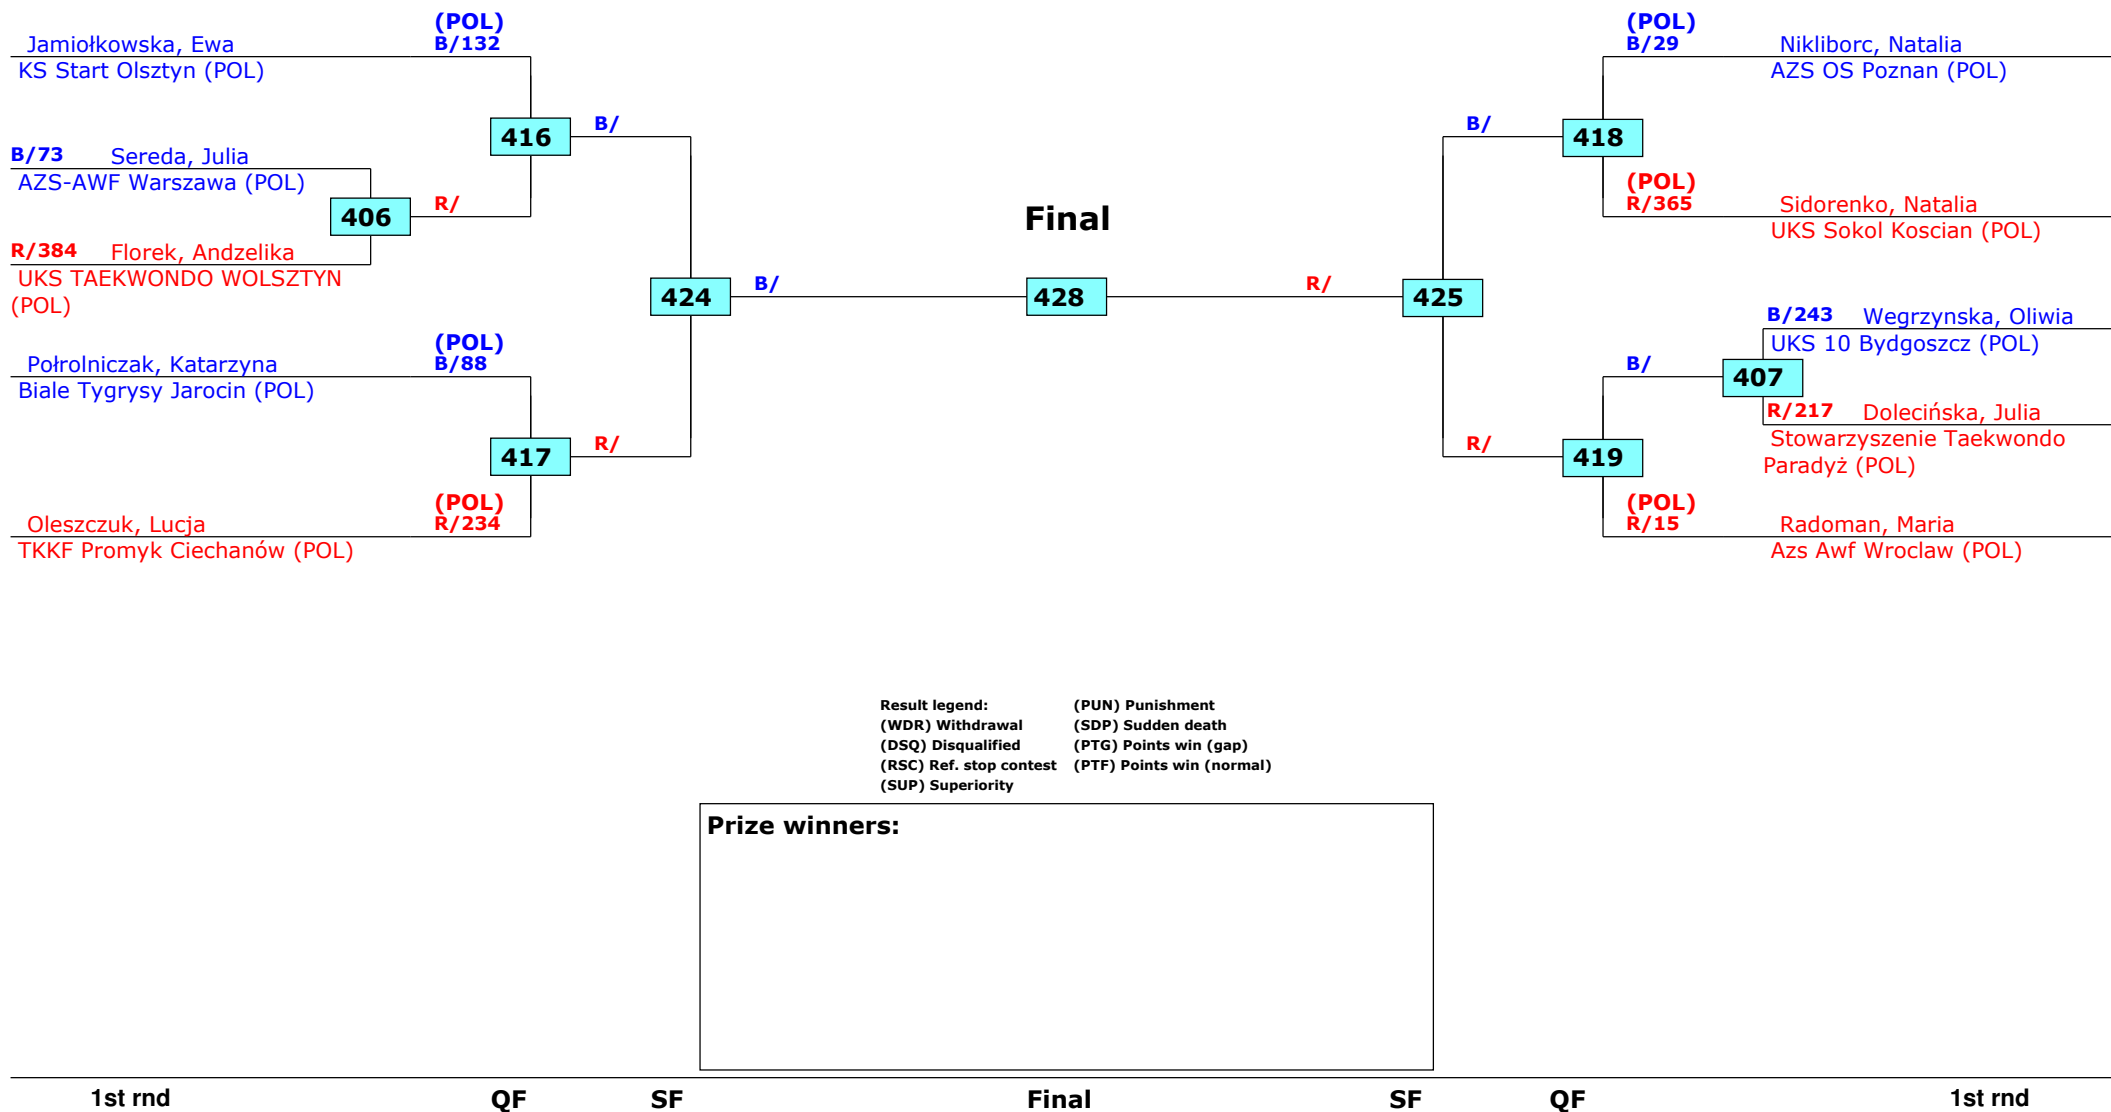 (POL)
Jamiołkowska, Ewa B/132
KS Start Olsztyn (POL)
416
B/
B/73 Sereda, Julia
AZS-AWF Warszawa (POL)
406
R/
R/384 Florek, Andzelika
UKS TAEKWONDO WOLSZTYN
(POL)
424
B/
(POL)
Połrolniczak, Katarzyna B/88
Biale Tygrysy Jarocin (POL)
417
R/
(POL)
Oleszczuk, Lucja R/234
TKKF Promyk Ciechanów (POL)
Final
428
(POL)
B/29 Nikliborc, Natalia
AZS OS Poznan (POL)
B/
418
(POL)
R/365 Sidorenko, Natalia
UKS Sokol Koscian (POL)
R/
425
B/243 Wegrzynska, Oliwia
UKS 10 Bydgoszcz (POL)
B/
407
R/217 Dolecińska, Julia
Stowarzyszenie Taekwondo
Paradyż (POL)
R/
419
(POL)
R/15 Radoman, Maria
Azs Awf Wroclaw (POL)
Result legend: (PUN) Punishment
(WDR) Withdrawal (SDP) Sudden death
(DSQ) Disqualified (PTG) Points win (gap)
(RSC) Ref. stop contest (PTF) Points win (normal)
(SUP) Superiority
Prize winners:
1st rnd QF SF Final SF QF 1st rnd